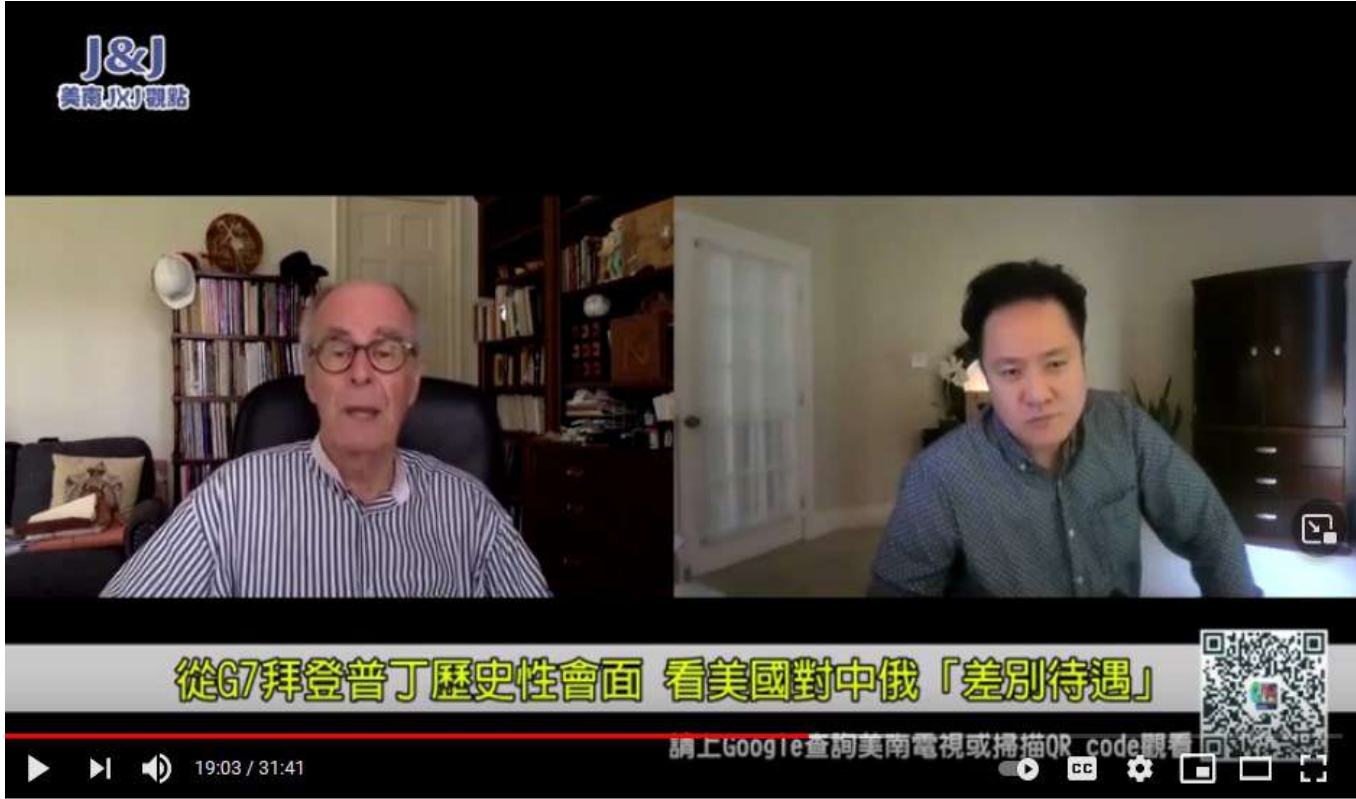 J&J
美南J×J觀點
從G7拜登普丁歷史性會面 看美國對中俄「差別待遇」
請上Google查詢美南電視或掃描QR code觀看
19:03 / 31:41
CC